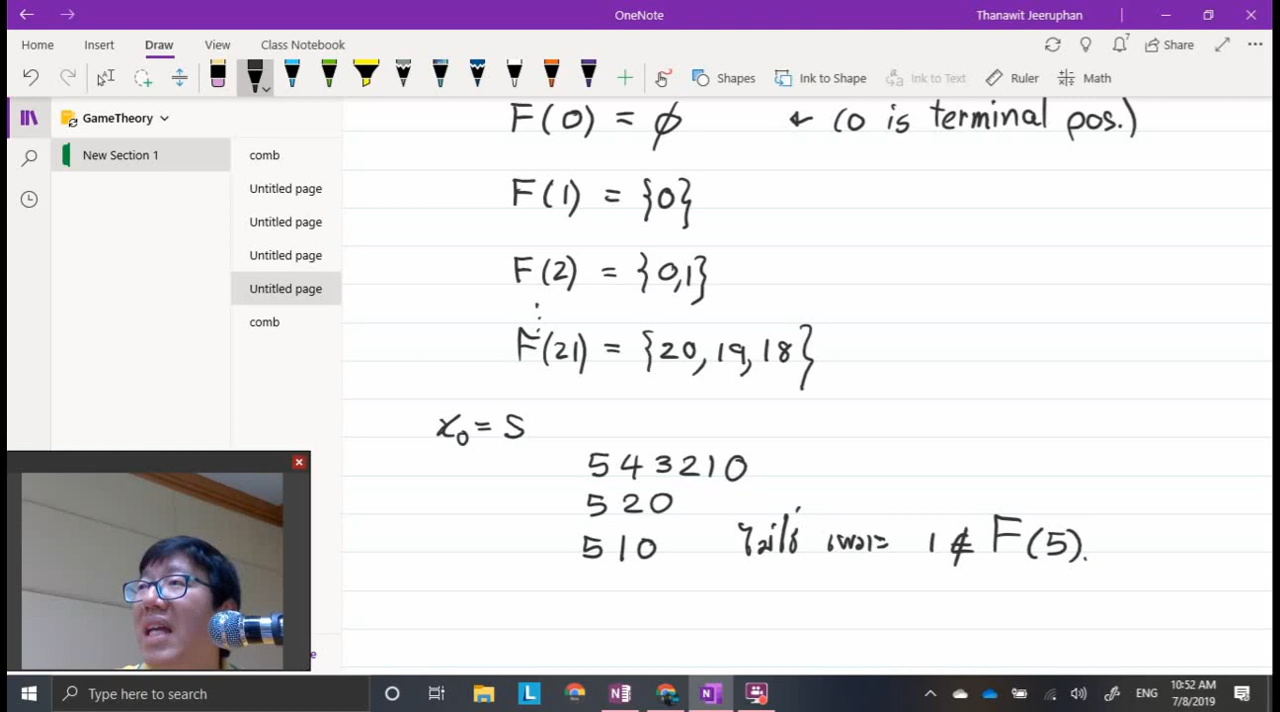 OneNote
Thanawit Jeeruphan
Home Insert Draw View Class Notebook
Share
Shapes Ink to Shape Ink to Text Ruler Math
GameTheory
New Section 1
comb
Untitled page
Untitled page
Untitled page
Untitled page
comb
F(0) = ∅ ← (0 is terminal pos.)
F(1) = {0}
F(2) = {0,1}
⋮
F(21) = {20, 19, 18}
x₀ = 5
5 4 3 2 1 0
5 2 0
5 1 0 ไม่ใช่ เพราะ 1 ∉ F(5).
Type here to search
ENG
10:52 AM
7/8/2019